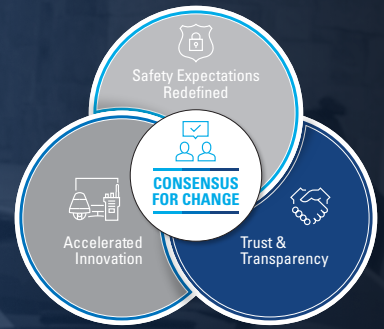 Safety Expectations
Redefined
CONSENSUS
FOR CHANGE
Accelerated
Innovation
Trust &
Transparency